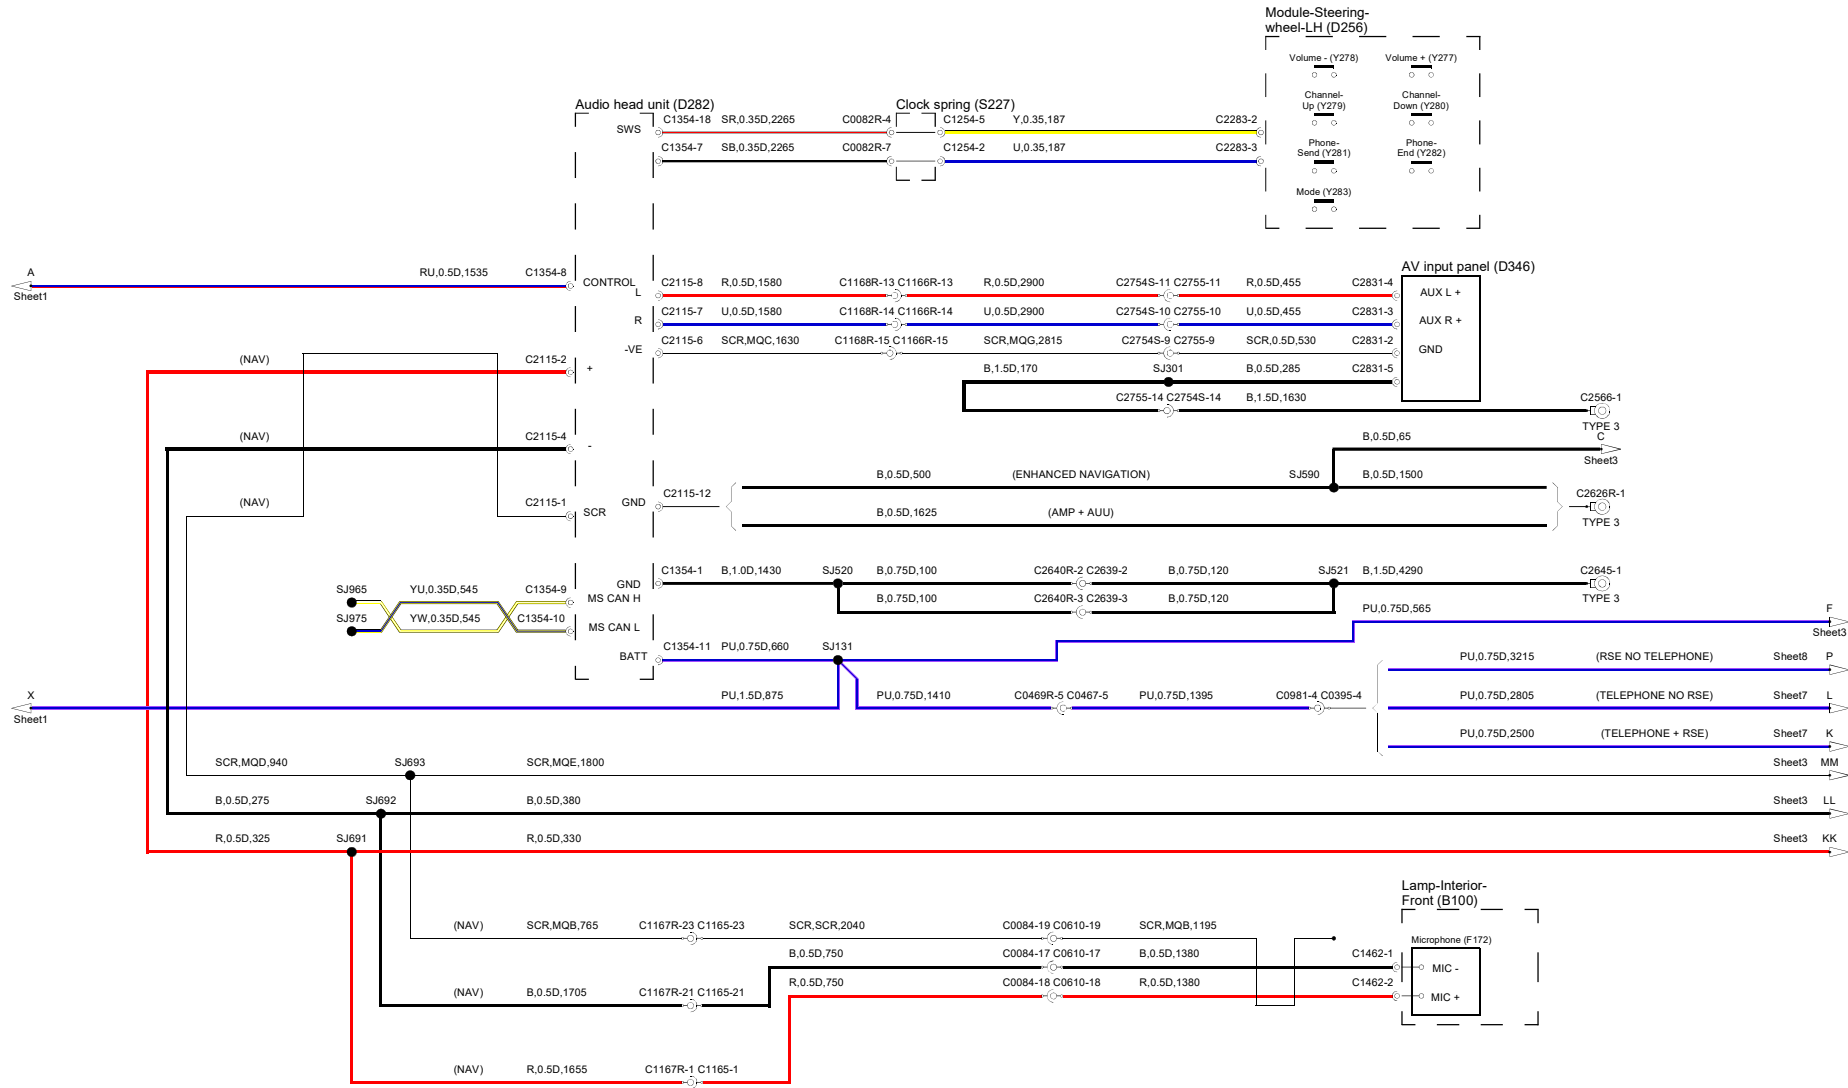 Module-Steering-
wheel-LH (D256)
Volume - (Y278)
Volume + (Y277)
Channel-
Up (Y279)
Channel-
Down (Y280)
Phone-
Send (Y281)
Phone-
End (Y282)
Mode (Y283)
Audio head unit (D282)
Clock spring (S227)
SWS
C1354-18 SR,0.35D,2265 C0082R-4 C1254-5 Y,0.35,187 C2283-2
C1354-7 SB,0.35D,2265 C0082R-7 C1254-2 U,0.35,187 C2283-3
A
Sheet1
RU,0.5D,1535 C1354-8 CONTROL
AV input panel (D346)
L C2115-8 R,0.5D,1580 C1168R-13 C1166R-13 R,0.5D,2900 C2754S-11 C2755-11 R,0.5D,455 C2831-4 AUX L +
R C2115-7 U,0.5D,1580 C1168R-14 C1166R-14 U,0.5D,2900 C2754S-10 C2755-10 U,0.5D,455 C2831-3 AUX R +
-VE C2115-6 SCR,MQC,1630 C1168R-15 C1166R-15 SCR,MQG,2815 C2754S-9 C2755-9 SCR,0.5D,530 C2831-2 GND
(NAV) C2115-2 +
B,1.5D,170 SJ301 B,0.5D,285 C2831-5
C2755-14 C2754S-14 B,1.5D,1630 C2566-1
TYPE 3
(NAV) C2115-4 -
B,0.5D,65 C
Sheet3
B,0.5D,500 (ENHANCED NAVIGATION) SJ590 B,0.5D,1500
(NAV) C2115-1 SCR
GND C2115-12
C2626R-1
TYPE 3
B,0.5D,1625 (AMP + AUU)
GND C1354-1 B,1.0D,1430 SJ520 B,0.75D,100 C2640R-2 C2639-2 B,0.75D,120 SJ521 B,1.5D,4290 C2645-1
TYPE 3
B,0.75D,100 C2640R-3 C2639-3 B,0.75D,120
SJ965 YU,0.35D,545 C1354-9 MS CAN H
SJ975 YW,0.35D,545 C1354-10 MS CAN L
PU,0.75D,565 F
Sheet3
BATT C1354-11 PU,0.75D,660 SJ131
PU,0.75D,3215 (RSE NO TELEPHONE) Sheet8 P
X
Sheet1
PU,1.5D,875 PU,0.75D,1410 C0469R-5 C0467-5 PU,0.75D,1395 C0981-4 C0395-4
PU,0.75D,2805 (TELEPHONE NO RSE) Sheet7 L
PU,0.75D,2500 (TELEPHONE + RSE) Sheet7 K
SCR,MQD,940 SJ693 SCR,MQE,1800 Sheet3 MM
B,0.5D,275 SJ692 B,0.5D,380 Sheet3 LL
R,0.5D,325 SJ691 R,0.5D,330 Sheet3 KK
Lamp-Interior-
Front (B100)
(NAV) SCR,MQB,765 C1167R-23 C1165-23 SCR,SCR,2040 C0084-19 C0610-19 SCR,MQB,1195
Microphone (F172)
B,0.5D,750 C0084-17 C0610-17 B,0.5D,1380 C1462-1 MIC -
R,0.5D,750 C0084-18 C0610-18 R,0.5D,1380 C1462-2 MIC +
(NAV) B,0.5D,1705 C1167R-21 C1165-21
(NAV) R,0.5D,1655 C1167R-1 C1165-1